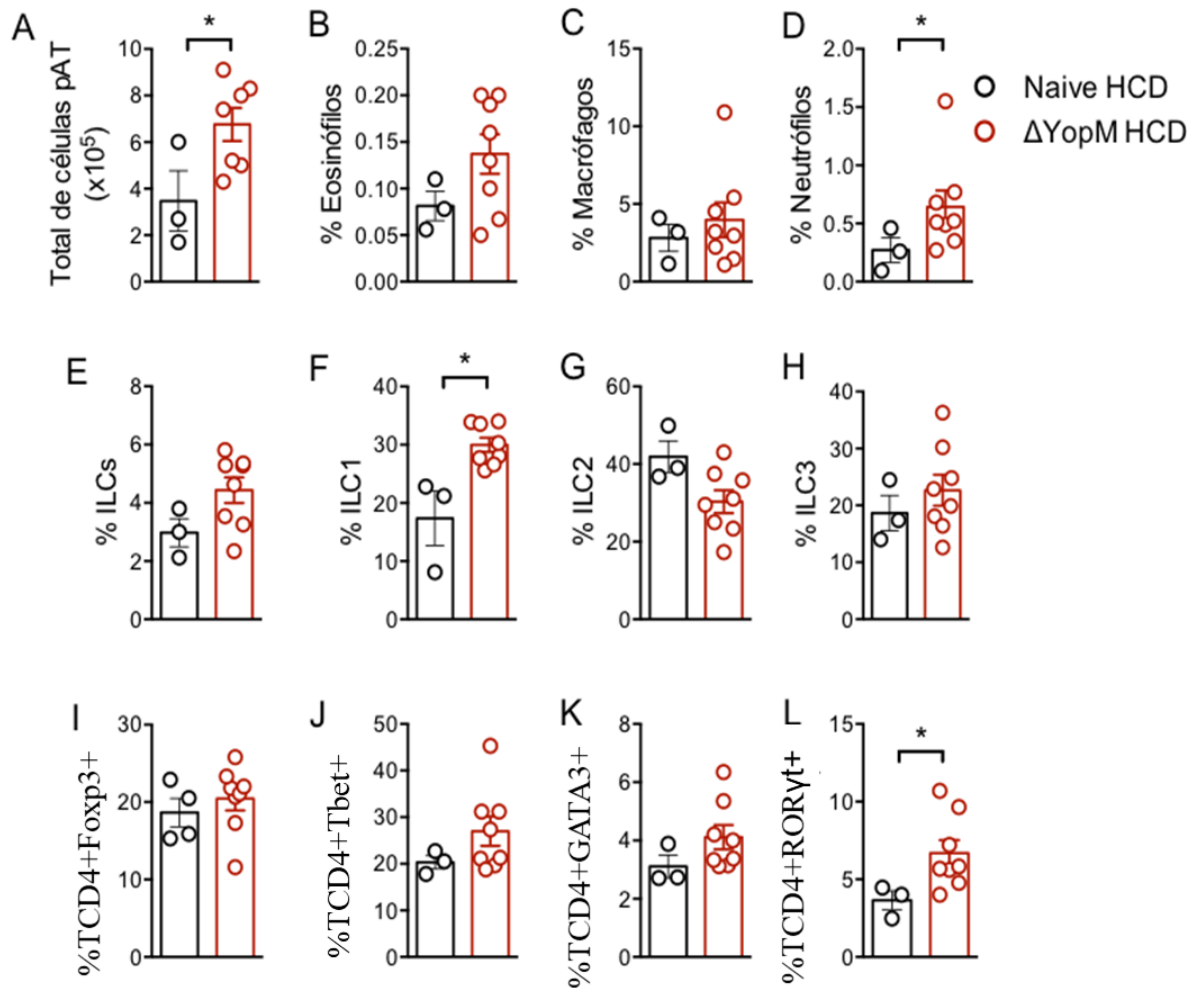 A
Total de células pAT
(x10⁵)
10
8
6
4
2
0
*
B
% Eosinófilos
0.25
0.20
0.15
0.10
0.05
0.00
C
% Macrófagos
15
10
5
0
D
% Neutrófilos
2.0
1.5
1.0
0.5
0.0
*
Naive HCD
ΔYopM HCD
E
% ILCs
8
6
4
2
0
F
% ILC1
40
30
20
10
0
*
G
% ILC2
60
40
20
0
H
% ILC3
40
30
20
10
0
I
%TCD4+Foxp3+
30
20
10
0
J
%TCD4+Tbet+
50
40
30
20
10
0
K
%TCD4+GATA3+
8
6
4
2
0
L
%TCD4+RORγt+
15
10
5
0
*